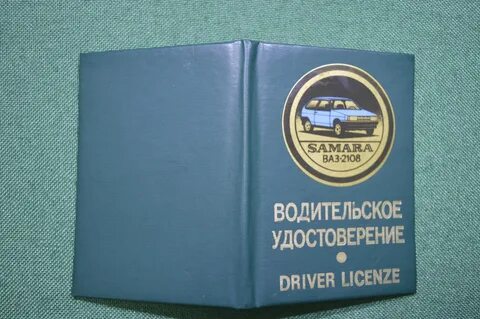 SAMARA
ВАЗ-2108
ВОДИТЕЛЬСКОЕ
УДОСТОВЕРЕНИЕ
DRIVER LICENZE